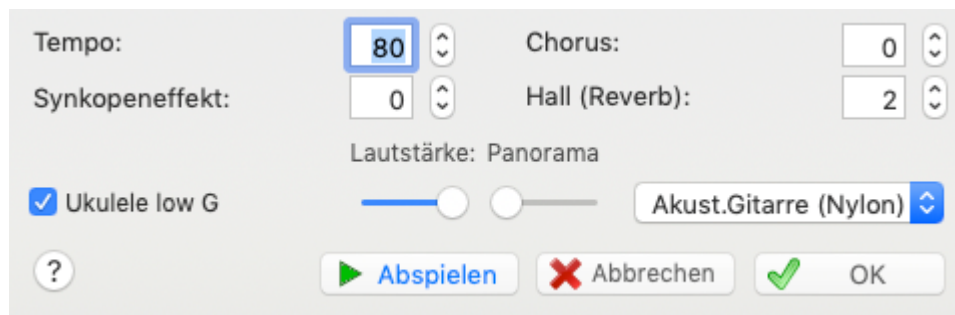 Tempo: 80 Chorus: 0
Synkopeneffekt: 0 Hall (Reverb): 2
Lautstärke: Panorama
Ukulele low G Akust.Gitarre (Nylon)
? Abspielen Abbrechen OK